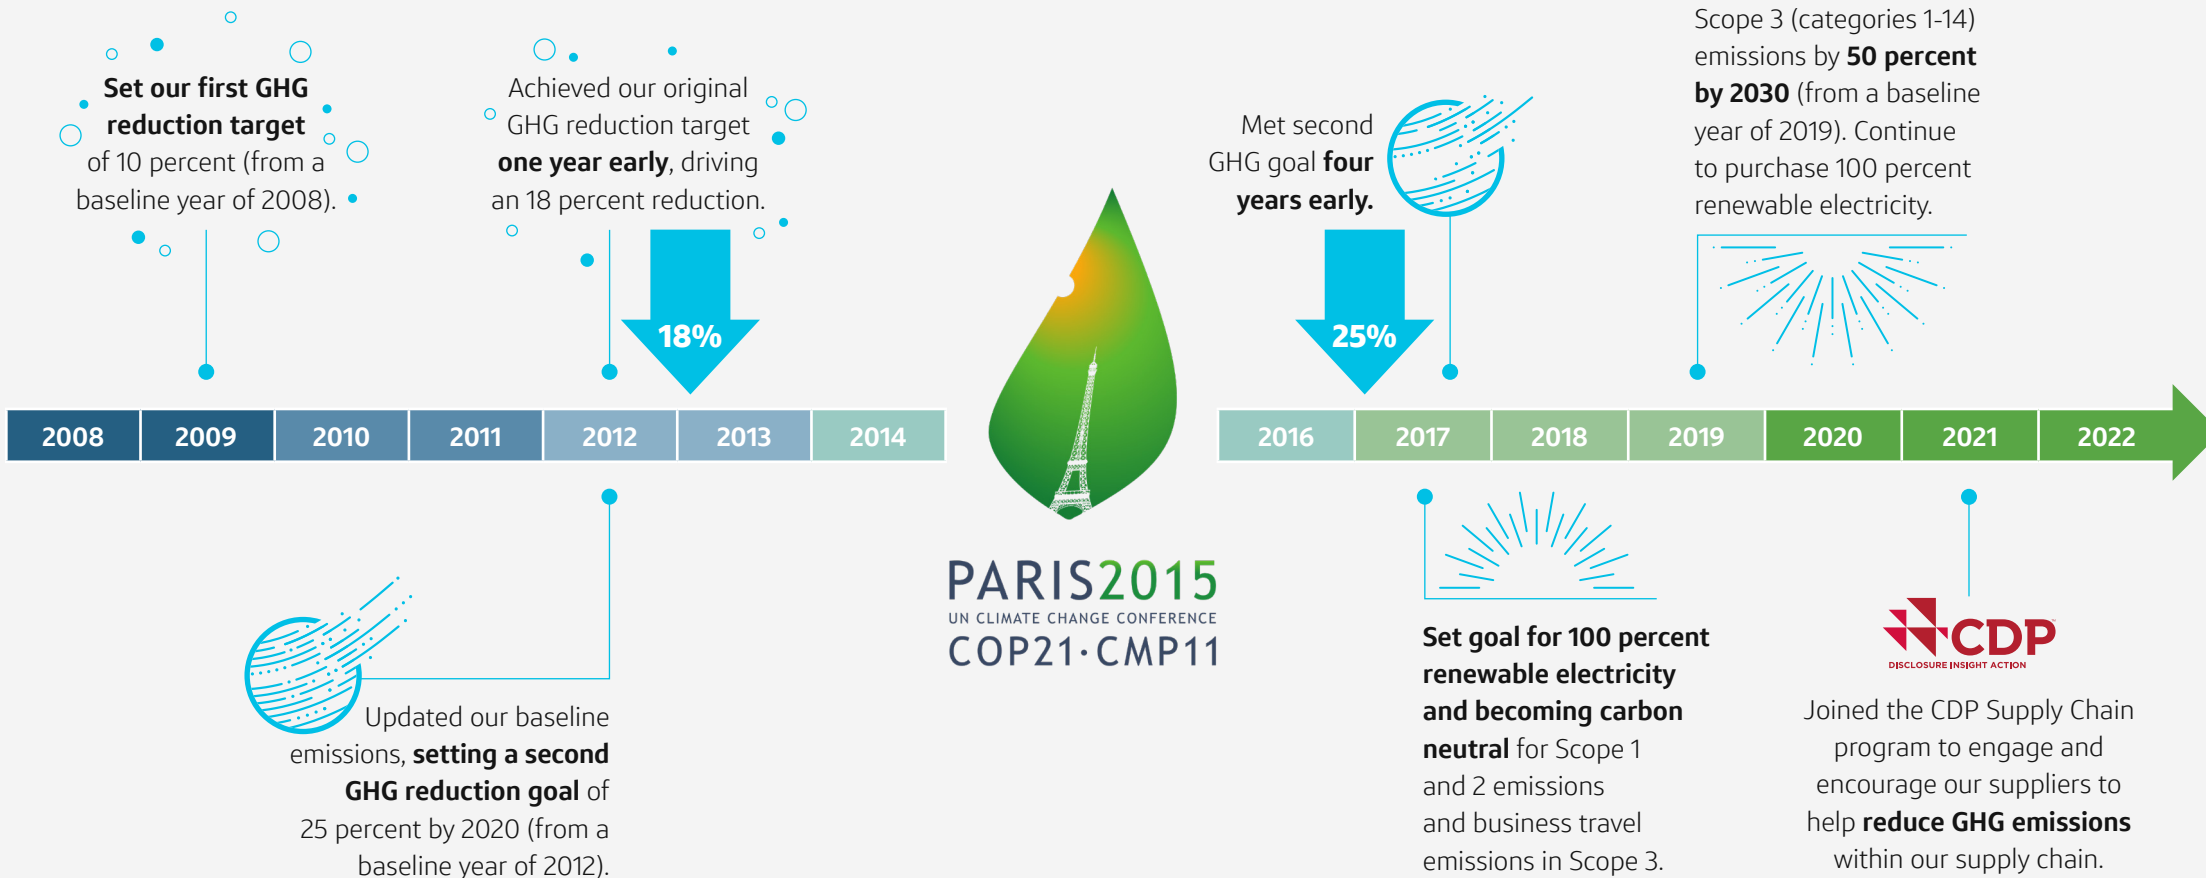 Set our first GHG
reduction target
of 10 percent (from a
baseline year of 2008).
Achieved our original
GHG reduction target
one year early, driving
an 18 percent reduction.
18%
Met second
GHG goal four
years early.
25%
Scope 3 (categories 1-14)
emissions by 50 percent
by 2030 (from a baseline
year of 2019). Continue
to purchase 100 percent
renewable electricity.
2008 2009 2010 2011 2012 2013 2014
2016 2017 2018 2019 2020 2021 2022
Updated our baseline
emissions, setting a second
GHG reduction goal of
25 percent by 2020 (from a
baseline year of 2012).
PARIS2015
UN CLIMATE CHANGE CONFERENCE
COP21·CMP11
Set goal for 100 percent
renewable electricity
and becoming carbon
neutral for Scope 1
and 2 emissions
and business travel
emissions in Scope 3.
CDP
DISCLOSURE INSIGHT ACTION
Joined the CDP Supply Chain
program to engage and
encourage our suppliers to
help reduce GHG emissions
within our supply chain.